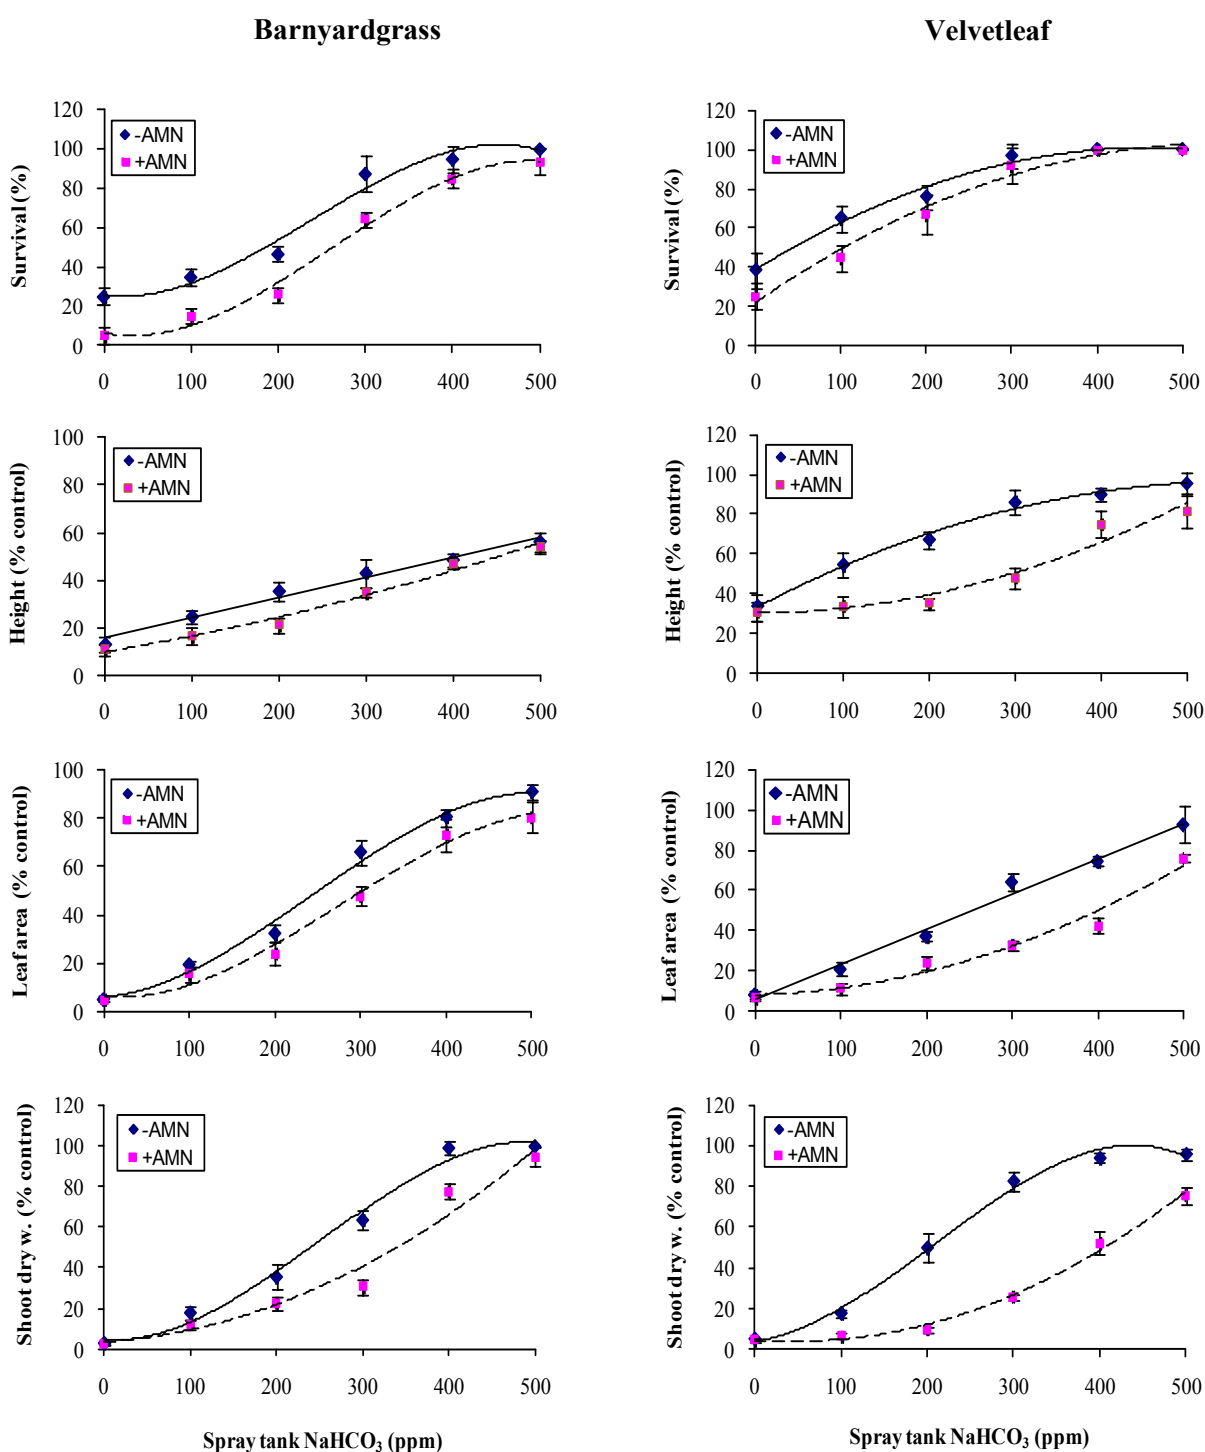 Barnyardgrass
Velvetleaf
Survival (%)
120
100
80
60
40
20
0
-AMN
+AMN
0 100 200 300 400 500
Survival (%)
120
100
80
60
40
20
0
-AMN
+AMN
0 100 200 300 400 500
Height (% control)
100
80
60
40
20
0
-AMN
+AMN
0 100 200 300 400 500
Height (% control)
120
100
80
60
40
20
0
-AMN
+AMN
0 100 200 300 400 500
Leaf area (% control)
100
80
60
40
20
0
-AMN
+AMN
0 100 200 300 400 500
Leaf area (% control)
120
100
80
60
40
20
0
-AMN
+AMN
0 100 200 300 400 500
Shoot dry w. (% control)
120
100
80
60
40
20
0
-AMN
+AMN
0 100 200 300 400 500
Spray tank NaHCO₃ (ppm)
Shoot dry w. (% control)
120
100
80
60
40
20
0
-AMN
+AMN
0 100 200 300 400 500
Spray tank NaHCO₃ (ppm)